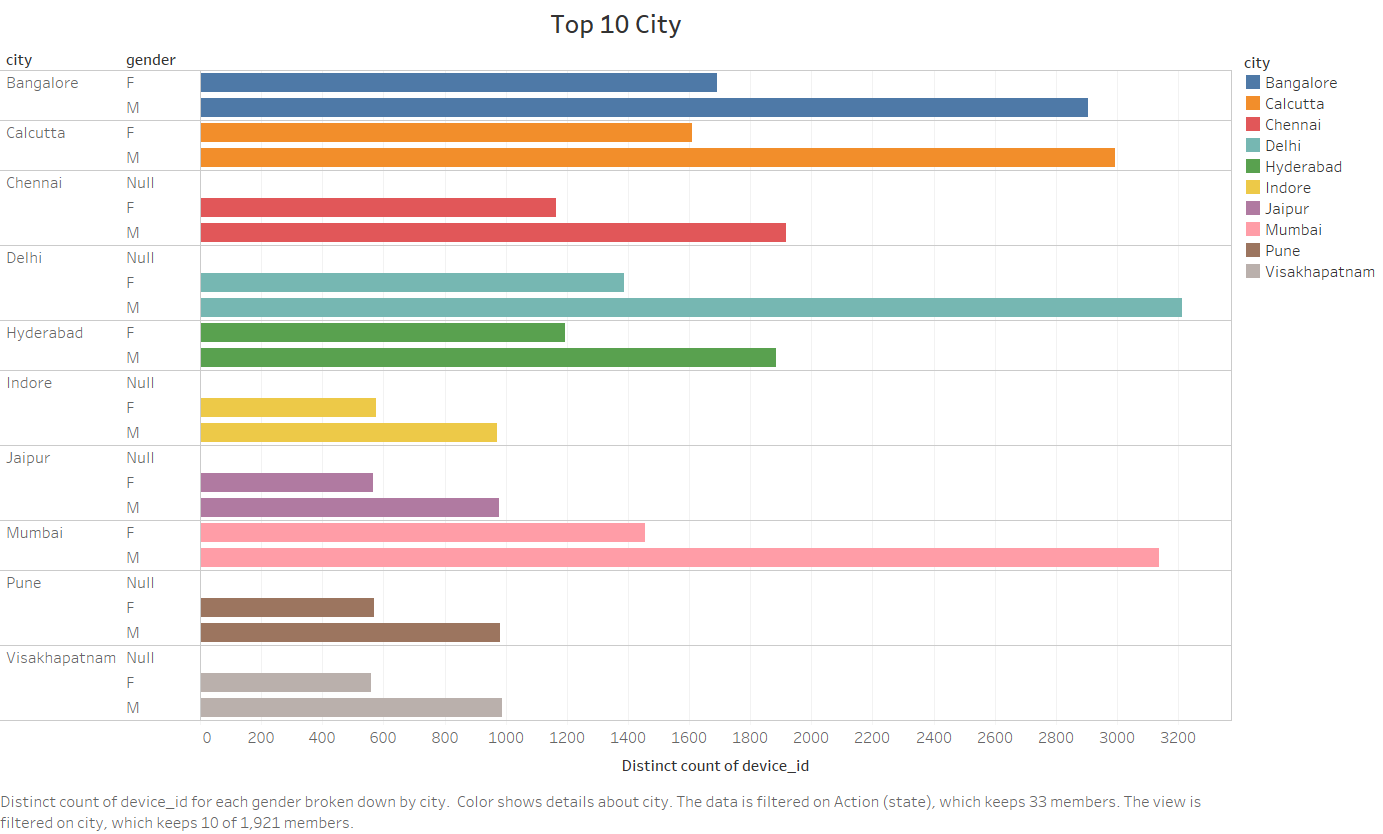 Top 10 City
city gender
Bangalore F
M
Calcutta F
M
Chennai Null
F
M
Delhi Null
F
M
Hyderabad F
M
Indore Null
F
M
Jaipur Null
F
M
Mumbai F
M
Pune Null
F
M
Visakhapatnam Null
F
M
0 200 400 600 800 1000 1200 1400 1600 1800 2000 2200 2400 2600 2800 3000 3200
Distinct count of device_id
city
Bangalore
Calcutta
Chennai
Delhi
Hyderabad
Indore
Jaipur
Mumbai
Pune
Visakhapatnam
Distinct count of device_id for each gender broken down by city.  Color shows details about city. The data is filtered on Action (state), which keeps 33 members. The view is
filtered on city, which keeps 10 of 1,921 members.